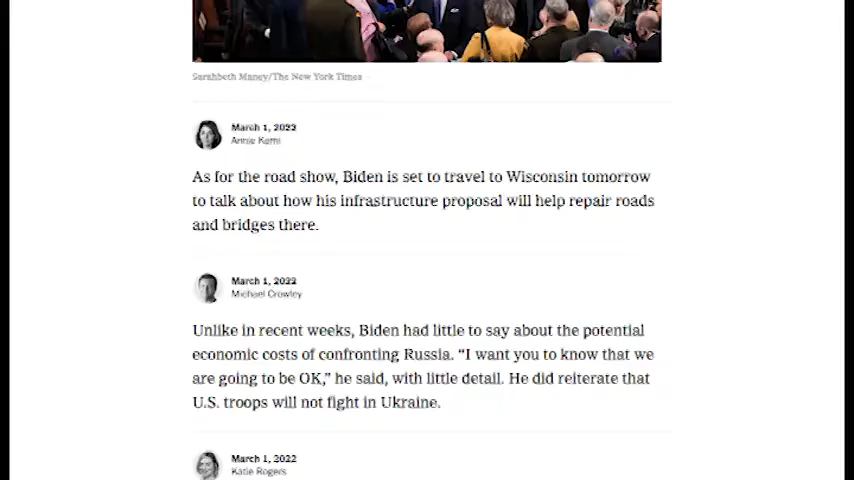 Sarahbeth Maney/The New York Times
March 1, 2022
Annie Karni
As for the road show, Biden is set to travel to Wisconsin tomorrow
to talk about how his infrastructure proposal will help repair roads
and bridges there.
March 1, 2022
Michael Crowley
Unlike in recent weeks, Biden had little to say about the potential
economic costs of confronting Russia. “I want you to know that we
are going to be OK,” he said, with little detail. He did reiterate that
U.S. troops will not fight in Ukraine.
March 1, 2022
Katie Rogers